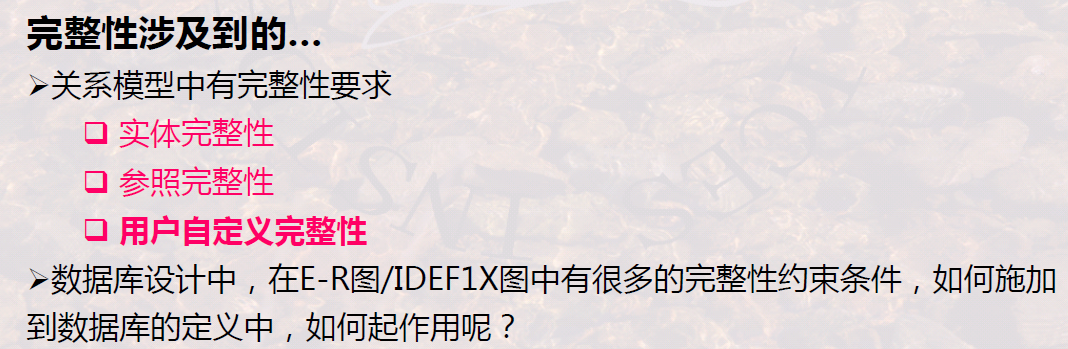 完整性涉及到的...
➢关系模型中有完整性要求
❑ 实体完整性
❑ 参照完整性
❑ 用户自定义完整性
➢数据库设计中，在E-R图/IDEF1X图中有很多的完整性约束条件，如何施加
到数据库的定义中，如何起作用呢？